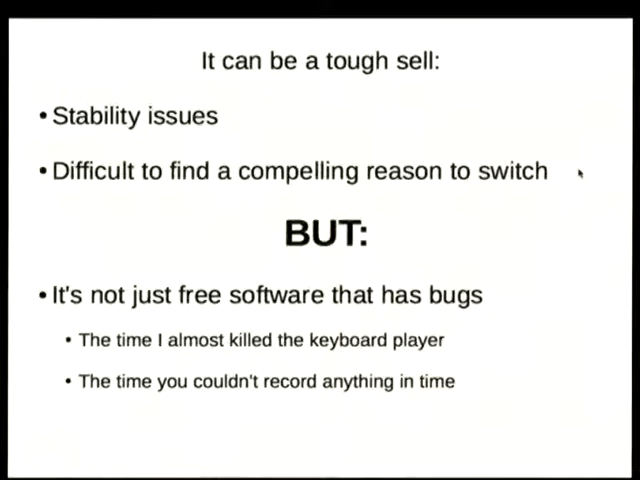 It can be a tough sell:
• Stability issues
• Difficult to find a compelling reason to switch
BUT:
• It's not just free software that has bugs
• The time I almost killed the keyboard player
• The time you couldn't record anything in time